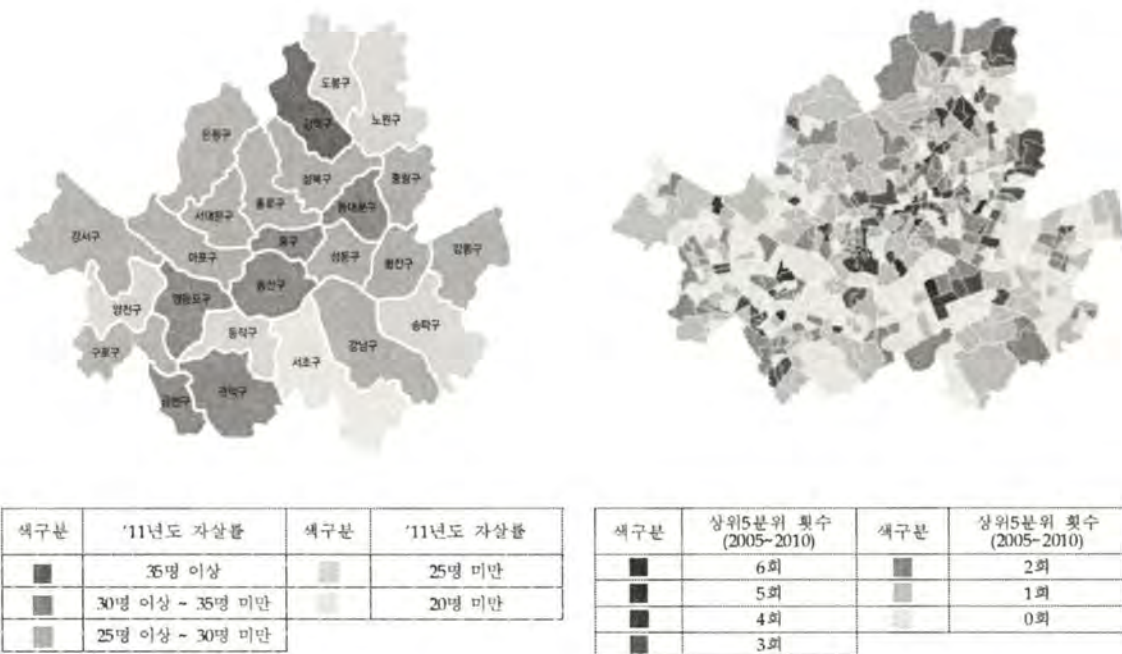 도봉구
강북구
노원구
은평구
성북구
중랑구
종로구
동대문구
서대문구
강서구
중구
마포구
성동구
광진구
강동구
용산구
양천구
영등포구
송파구
동작구
강남구
구로구
서초구
관악구
금천구
색구분 '11년도 자살률 색구분 '11년도 자살률
35명 이상 25명 미만
30명 이상 ~ 35명 미만 20명 미만
25명 이상 ~ 30명 미만
색구분 상위5분위 횟수 (2005~2010) 색구분 상위5분위 횟수 (2005~2010)
6회 2회
5회 1회
4회 0회
3회